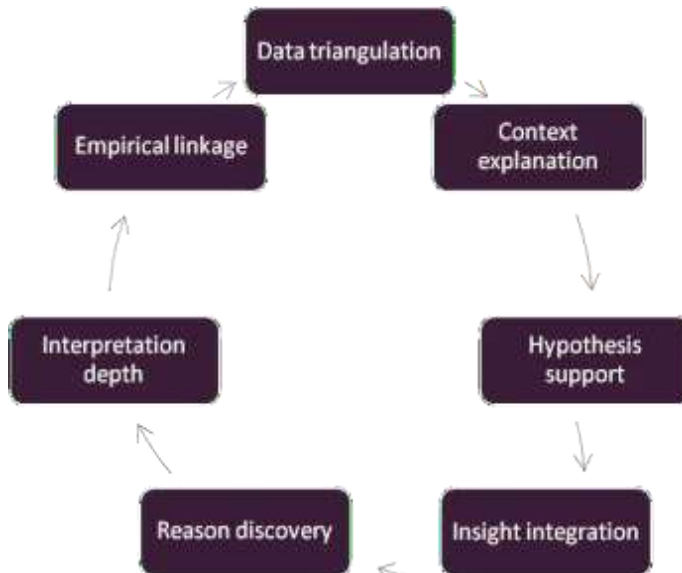 Data triangulation
Context
explanation
Hypothesis
support
Insight integration
Reason discovery
Interpretation
depth
Empirical linkage